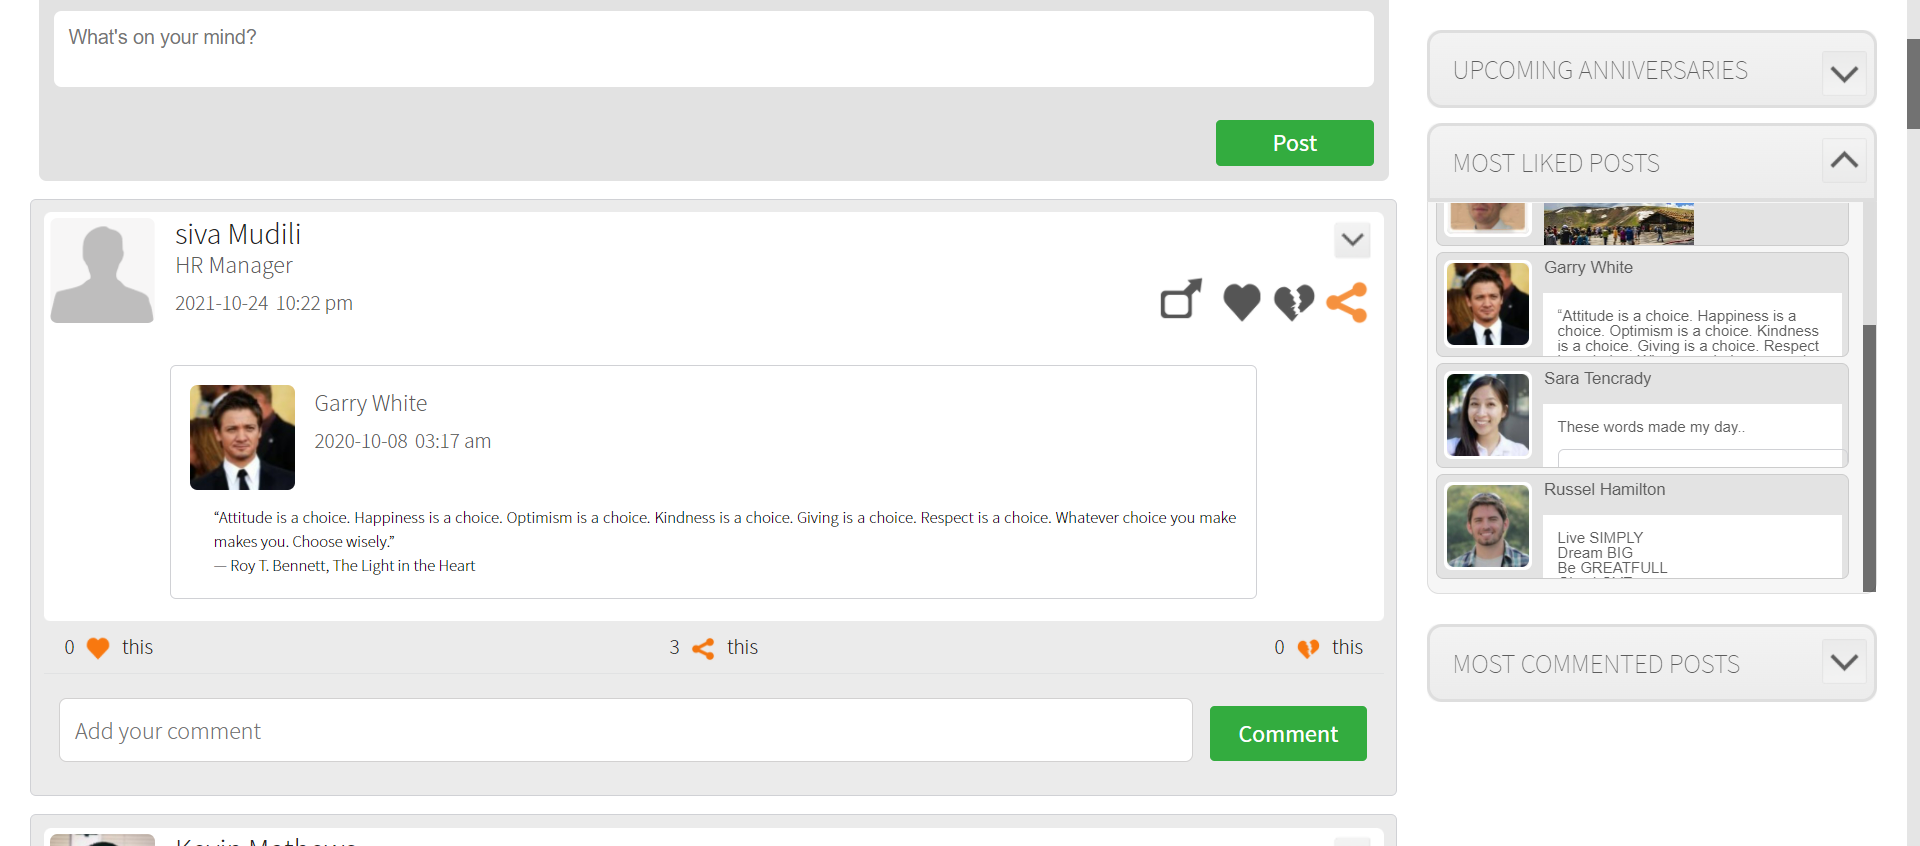 What's on your mind?
Post
siva Mudili
HR Manager
2021-10-24 10:22 pm
Garry White
2020-10-08 03:17 am
“Attitude is a choice. Happiness is a choice. Optimism is a choice. Kindness is a choice. Giving is a choice. Respect is a choice. Whatever choice you make
makes you. Choose wisely.”
— Roy T. Bennett, The Light in the Heart
0 this
3 this
0 this
Add your comment
Comment
UPCOMING ANNIVERSARIES
MOST LIKED POSTS
Garry White
“Attitude is a choice. Happiness is a
choice. Optimism is a choice. Kindness
is a choice. Giving is a choice. Respect
Sara Tencrady
These words made my day..
Russel Hamilton
Live SIMPLY
Dream BIG
Be GREATFULL
MOST COMMENTED POSTS